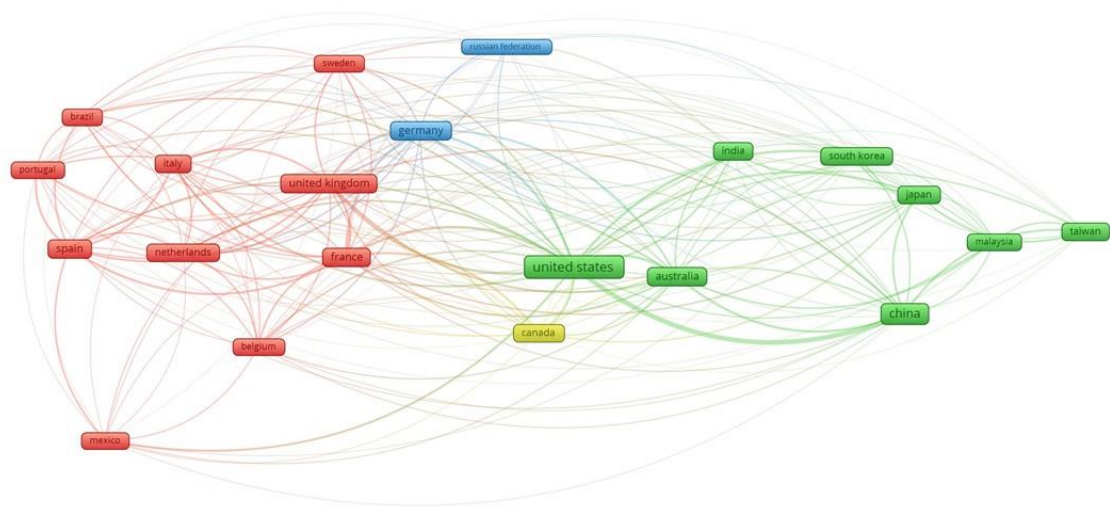 russian federation
sweden
brazil
germany
india
south korea
portugal
italy
united kingdom
japan
taiwan
malaysia
spain
netherlands
france
united states
australia
china
canada
belgium
mexico